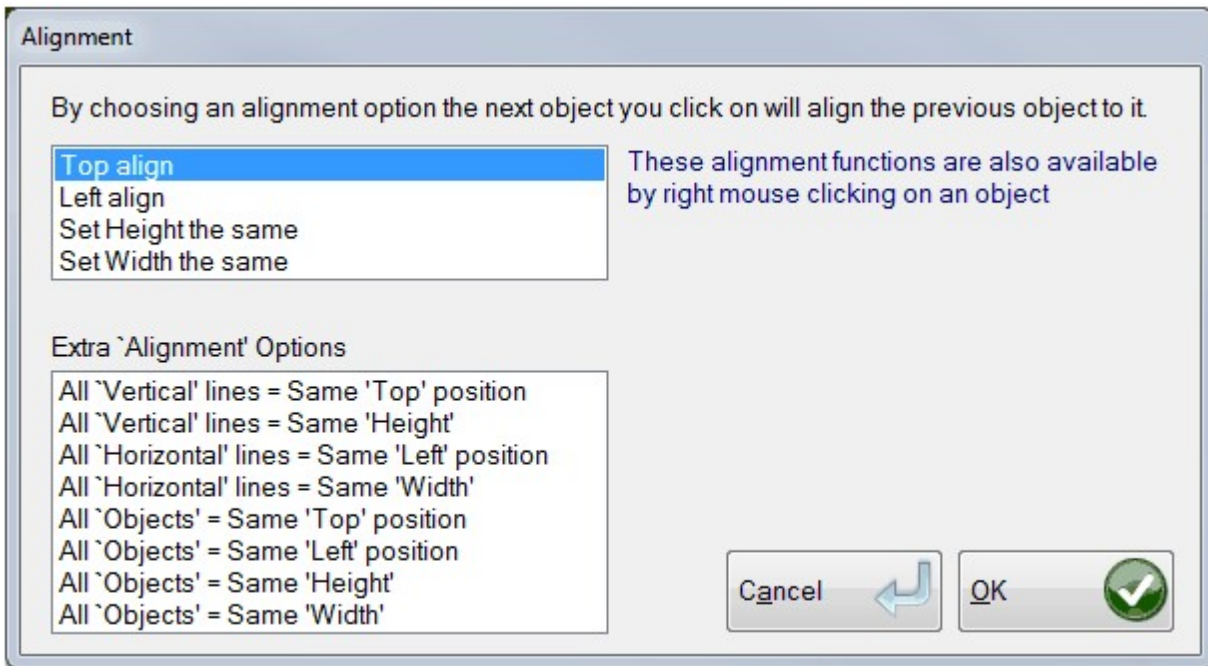 Alignment
By choosing an alignment option the next object you click on will align the previous object to it.
Top align
Left align
Set Height the same
Set Width the same
These alignment functions are also available
by right mouse clicking on an object
Extra `Alignment' Options
All `Vertical' lines = Same 'Top' position
All `Vertical' lines = Same 'Height'
All `Horizontal' lines = Same 'Left' position
All `Horizontal' lines = Same 'Width'
All `Objects' = Same 'Top' position
All `Objects' = Same 'Left' position
All `Objects' = Same 'Height'
All `Objects' = Same 'Width'
Cancel
OK